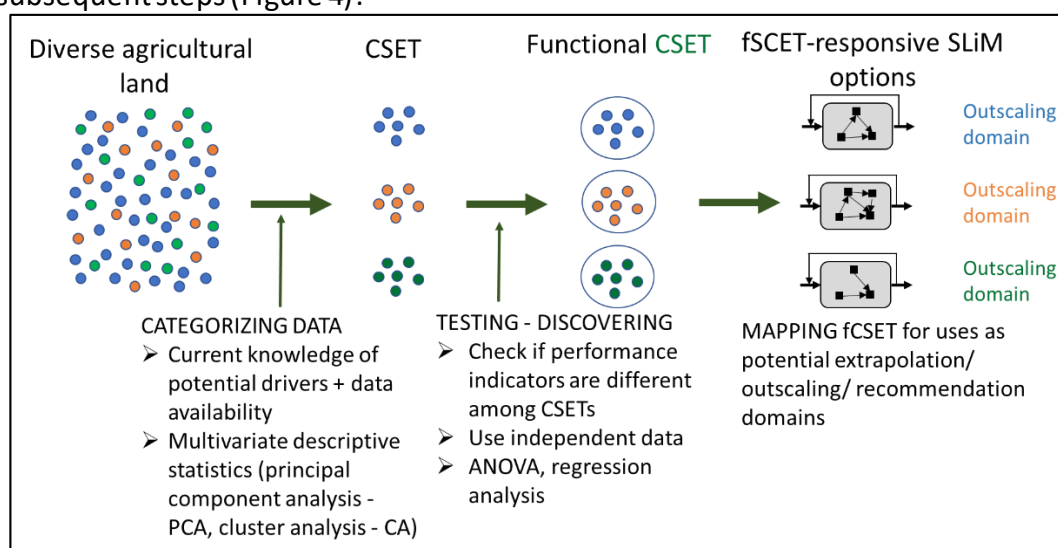 subsequent steps (Figure 4).
Diverse agricultural
land
CSET
Functional CSET
fSCET-responsive SLiM
options
Outscaling
domain
Outscaling
domain
Outscaling
domain
CATEGORIZING DATA
➢ Current knowledge of
potential drivers + data
availability
➢ Multivariate descriptive
statistics (principal
component analysis -
PCA, cluster analysis - CA)
TESTING - DISCOVERING
➢ Check if performance
indicators are different
among CSETs
➢ Use independent data
➢ ANOVA, regression
analysis
MAPPING fCSET for uses as
potential extrapolation/
outscaling/ recommendation
domains